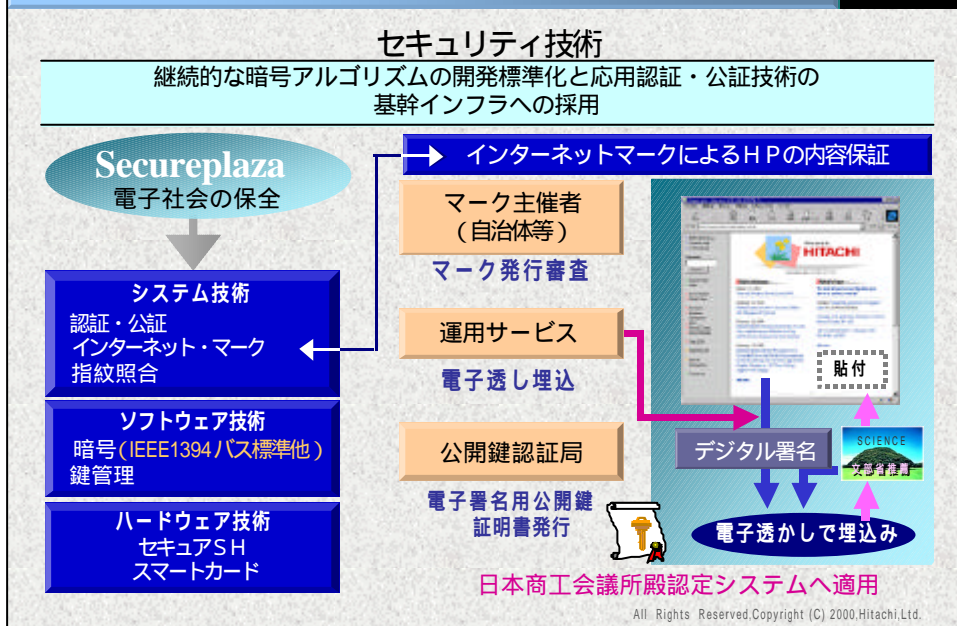 セキュリティ技術
継続的な暗号アルゴリズムの開発標準化と応用認証・公証技術の
基幹インフラへの採用
Secureplaza
電子社会の保全
システム技術
認証・公証
インターネット・マーク
指紋照合
ソフトウェア技術
暗号(IEEE1394バス標準他)
鍵管理
ハードウェア技術
セキュアSH
スマートカード
インターネットマークによるHPの内容保証
マーク主催者
(自治体等)
マーク発行審査
運用サービス
電子透し埋込
公開鍵認証局
電子署名用公開鍵
証明書発行
HITACHI
貼付
デジタル署名
SCIENCE
文部省推薦
電子透かしで埋込み
日本商工会議所殿認定システムへ適用
All Rights Reserved.Copyright (C) 2000,Hitachi,Ltd.